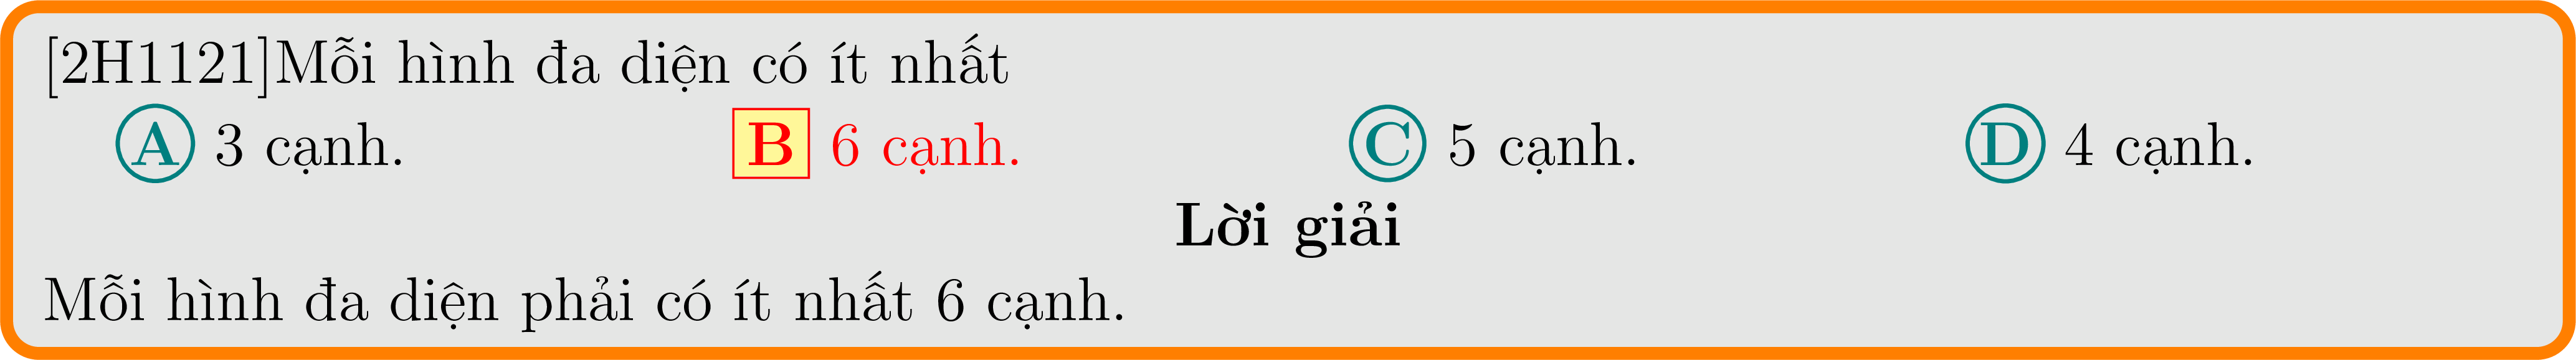 [2H1121]Mỗi hình đa diện có ít nhất
A 3 cạnh. B 6 cạnh. C 5 cạnh. D 4 cạnh.
Lời giải
Mỗi hình đa diện phải có ít nhất 6 cạnh.